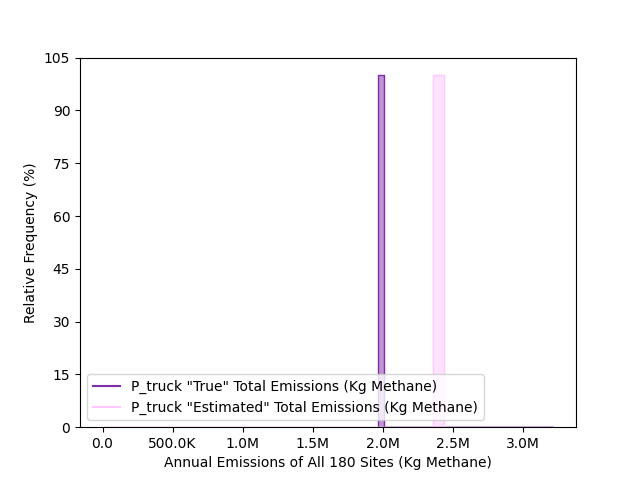 105
90
75
60
45
30
15
0
Relative Frequency (%)
P_truck "True" Total Emissions (Kg Methane)
P_truck "Estimated" Total Emissions (Kg Methane)
0.0 500.0K 1.0M 1.5M 2.0M 2.5M 3.0M
Annual Emissions of All 180 Sites (Kg Methane)